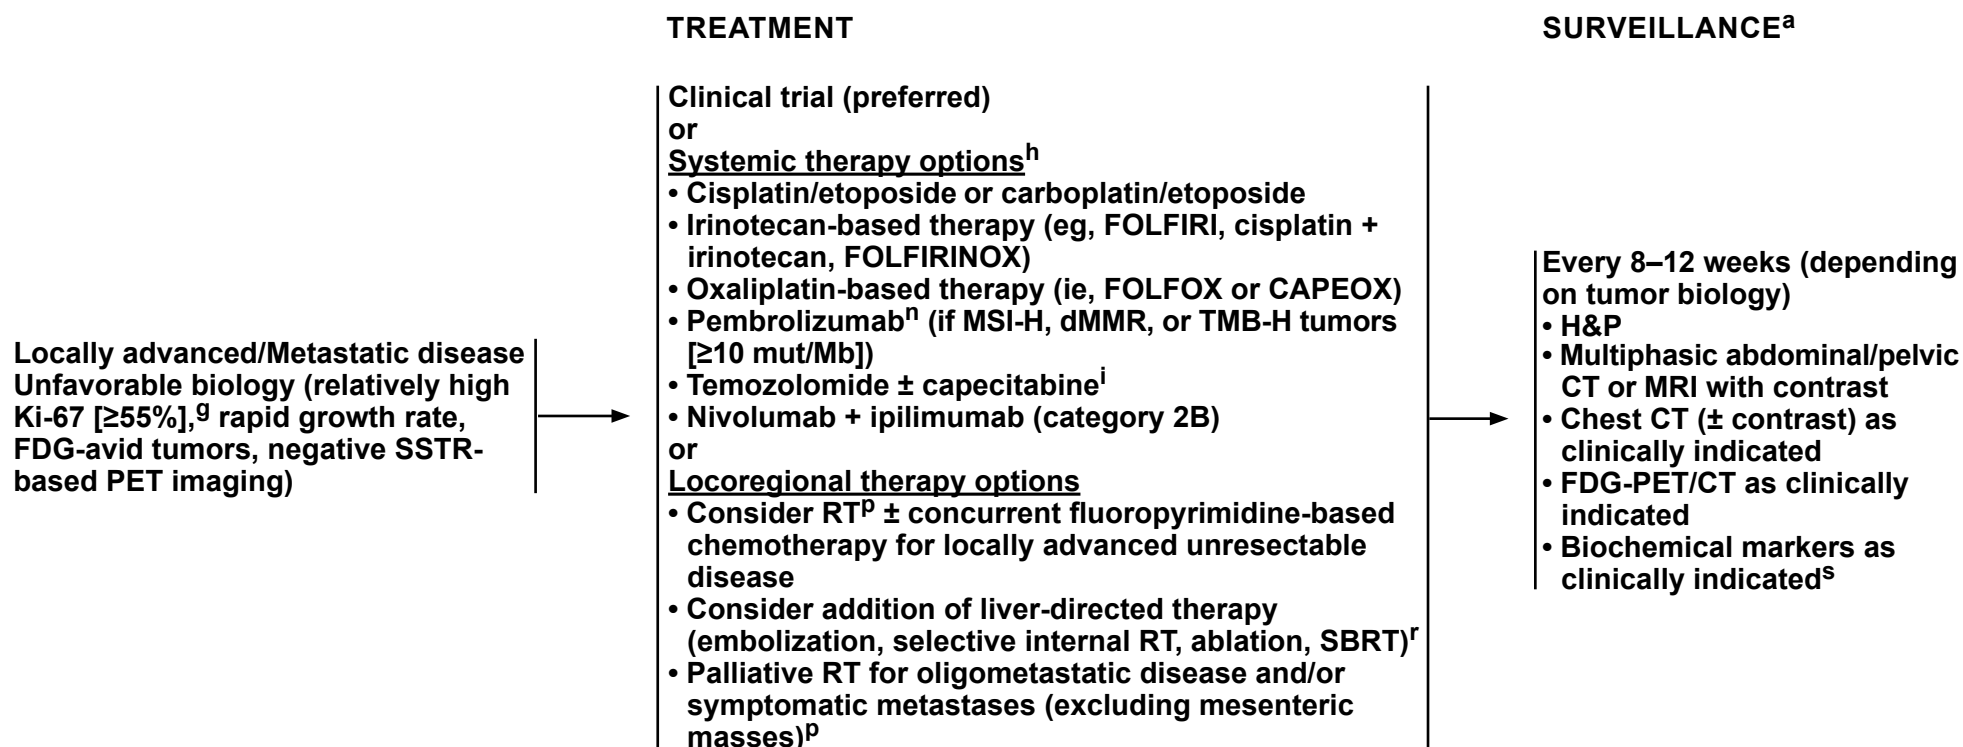 TREATMENT
SURVEILLANCEᵃ
Locally advanced/Metastatic disease
Unfavorable biology (relatively high
Ki-67 [≥55%],ᵍ rapid growth rate,
FDG-avid tumors, negative SSTR-
based PET imaging)
Clinical trial (preferred)
or
Systemic therapy optionsʰ
• Cisplatin/etoposide or carboplatin/etoposide
• Irinotecan-based therapy (eg, FOLFIRI, cisplatin +
irinotecan, FOLFIRINOX)
• Oxaliplatin-based therapy (ie, FOLFOX or CAPEOX)
• Pembrolizumabⁿ (if MSI-H, dMMR, or TMB-H tumors
[≥10 mut/Mb])
• Temozolomide ± capecitabineⁱ
• Nivolumab + ipilimumab (category 2B)
or
Locoregional therapy options
• Consider RTᵖ ± concurrent fluoropyrimidine-based
chemotherapy for locally advanced unresectable
disease
• Consider addition of liver-directed therapy
(embolization, selective internal RT, ablation, SBRT)ʳ
• Palliative RT for oligometastatic disease and/or
symptomatic metastases (excluding mesenteric
masses)ᵖ
Every 8–12 weeks (depending
on tumor biology)
• H&P
• Multiphasic abdominal/pelvic
CT or MRI with contrast
• Chest CT (± contrast) as
clinically indicated
• FDG-PET/CT as clinically
indicated
• Biochemical markers as
clinically indicatedˢ